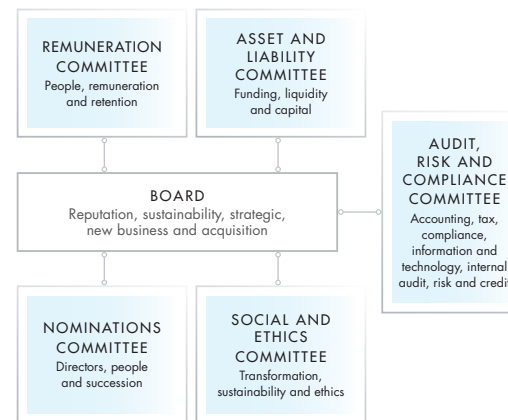 REMUNERATION
COMMITTEE
People, remuneration
and retention
ASSET AND
LIABILITY
COMMITTEE
Funding, liquidity
and capital
AUDIT,
RISK AND
COMPLIANCE
COMMITTEE
Accounting, tax,
compliance,
information and
technology, internal
audit, risk and credit
BOARD
Reputation, sustainability, strategic,
new business and acquisition
NOMINATIONS
COMMITTEE
Directors, people
and succession
SOCIAL AND
ETHICS
COMMITTEE
Transformation,
sustainability and ethics